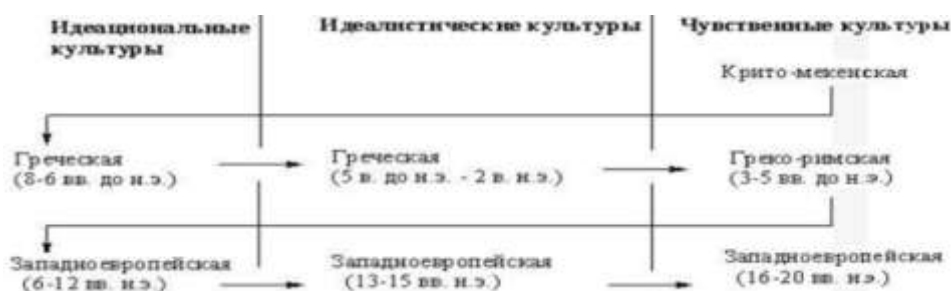 Идеациональные культуры
Идеалистические культуры
Чувственные культуры
Крито-мекенская
Греческая
(8-6 вв. до н.э.)
Греческая
(5 в. до н.э. - 2 в. н.э.)
Греко-римская
(3-5 вв. до н.э.)
Западноевропейская
(6-12 вв. н.э.)
Западноевропейская
(13-15 вв. н.э.)
Западноевропейская
(16-20 вв. н.э.)